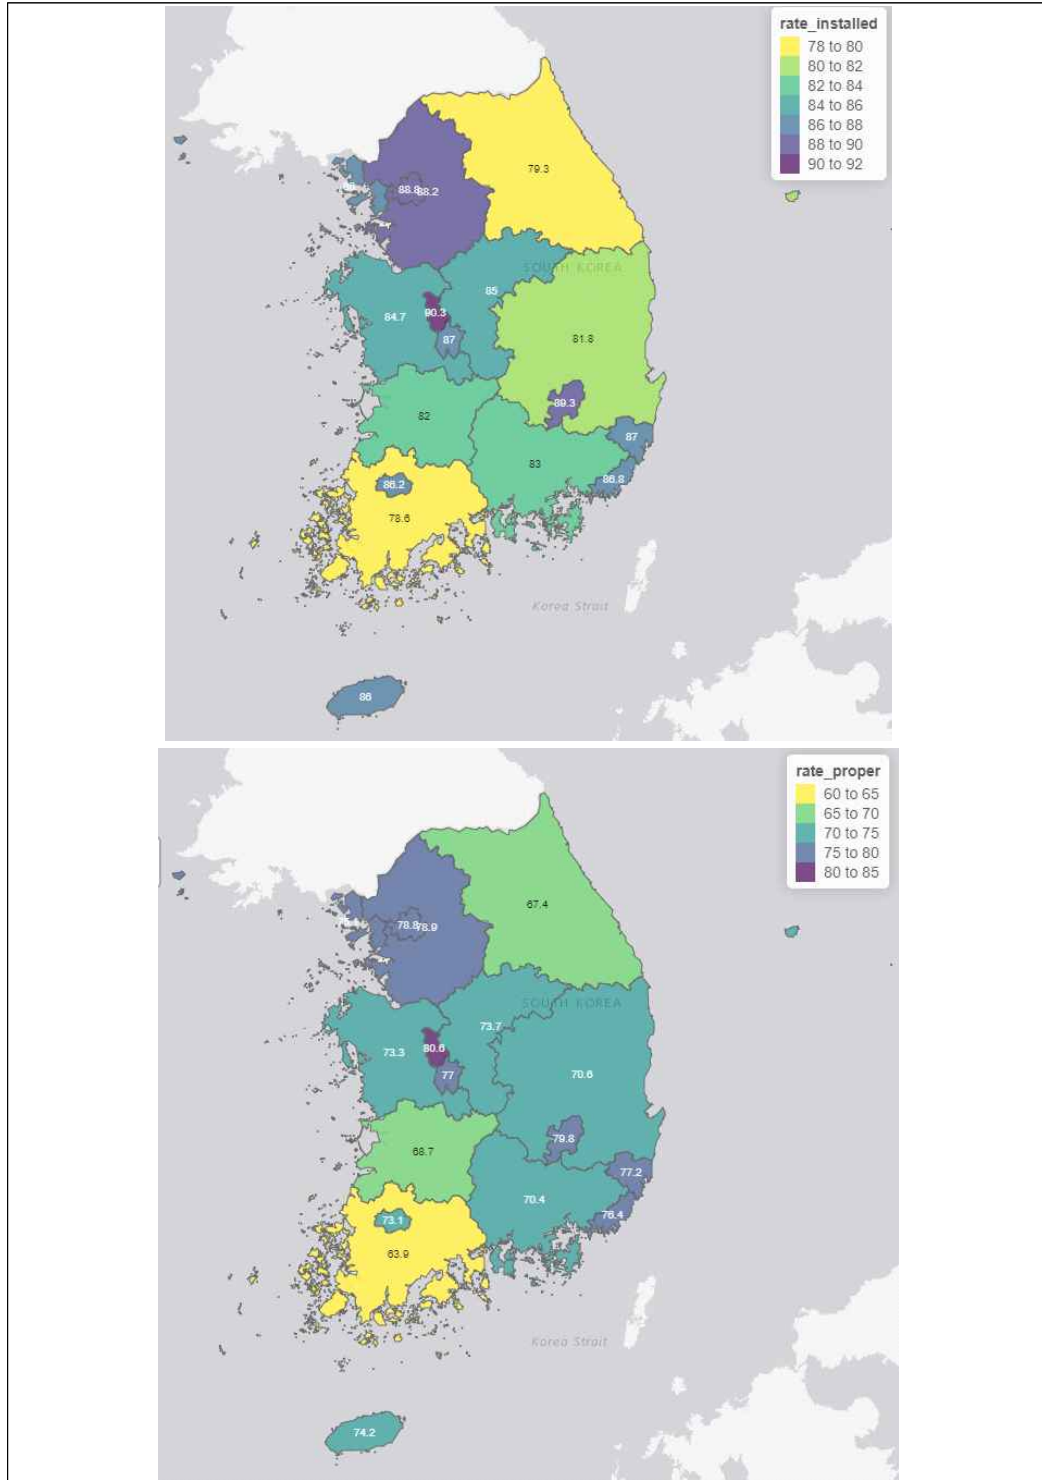 rate_installed
78 to 80
80 to 82
82 to 84
84 to 86
86 to 88
88 to 90
90 to 92
79.3
88.8
88.2
SOUTH KOREA
85
84.7
90.3
87
81.8
89.3
82
87
83
86.8
86.2
78.6
Korea Strait
86
rate_proper
60 to 65
65 to 70
70 to 75
75 to 80
80 to 85
67.4
78.8
78.9
SOUTH KOREA
73.7
73.3
80.6
77
70.6
79.8
68.7
77.2
70.4
76.4
73.1
63.9
Korea Strait
74.2